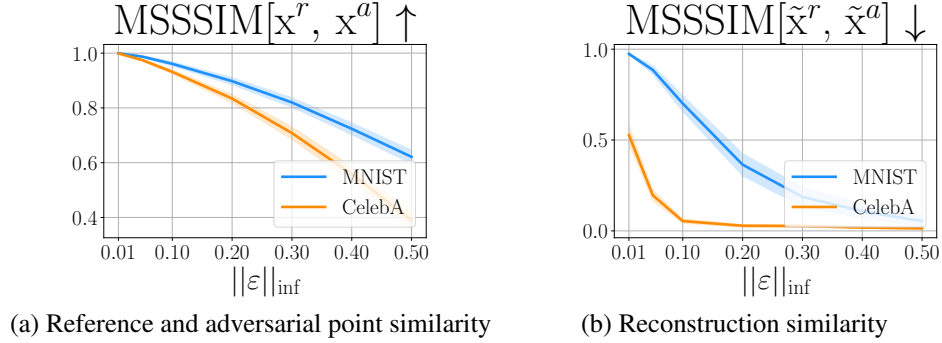 MSSSIM[x^r, x^a] ↑
1.0
0.8
0.6
0.4
MNIST
CelebA
0.01 0.10 0.20 0.30 0.40 0.50
||ε||_inf
(a) Reference and adversarial point similarity
MSSSIM[x̃^r, x̃^a] ↓
1.0
0.5
0.0
MNIST
CelebA
0.01 0.10 0.20 0.30 0.40 0.50
||ε||_inf
(b) Reconstruction similarity